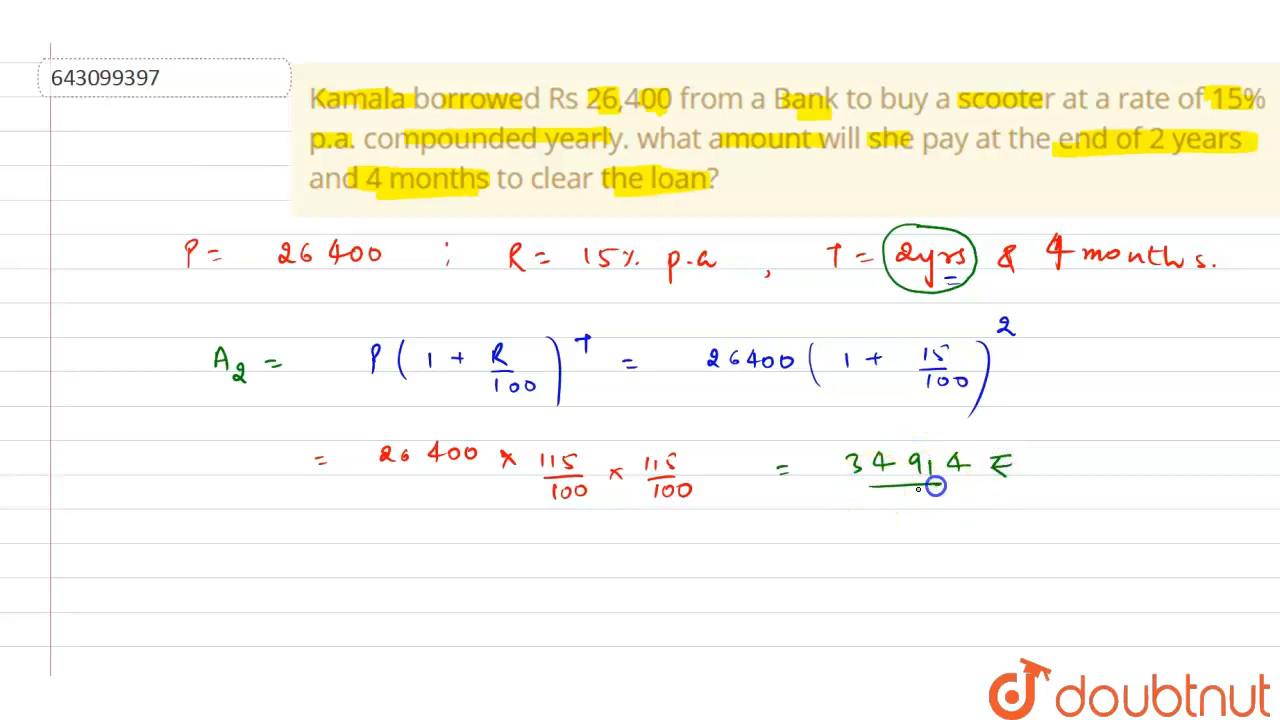 643099397
Kamala borrowed Rs 26,400 from a Bank to buy a scooter at a rate of 15%
p.a. compounded yearly. what amount will she pay at the end of 2 years
and 4 months to clear the loan?
P = 26400 ; R = 15% p.a , T = 2yrs & 4 months.
A₂ = P(1 + R/100)^T = 26400(1 + 15/100)^2
= 26400 × 115/100 × 115/100 = 34914 ₹
doubtnut